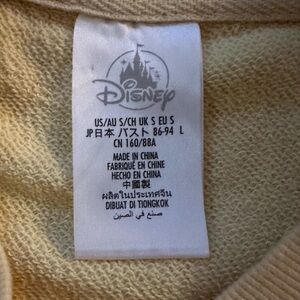 Disney
US/AU S/CH UK S EU S
JP日本 バスト 86-94 L
CN 160/88A
MADE IN CHINA
FABRIQUÉ EN CHINE
HECHO EN CHINA
中國製
ผลิตในประเทศจีน
DIBUAT DI TIONGKOK
صنع في الصين